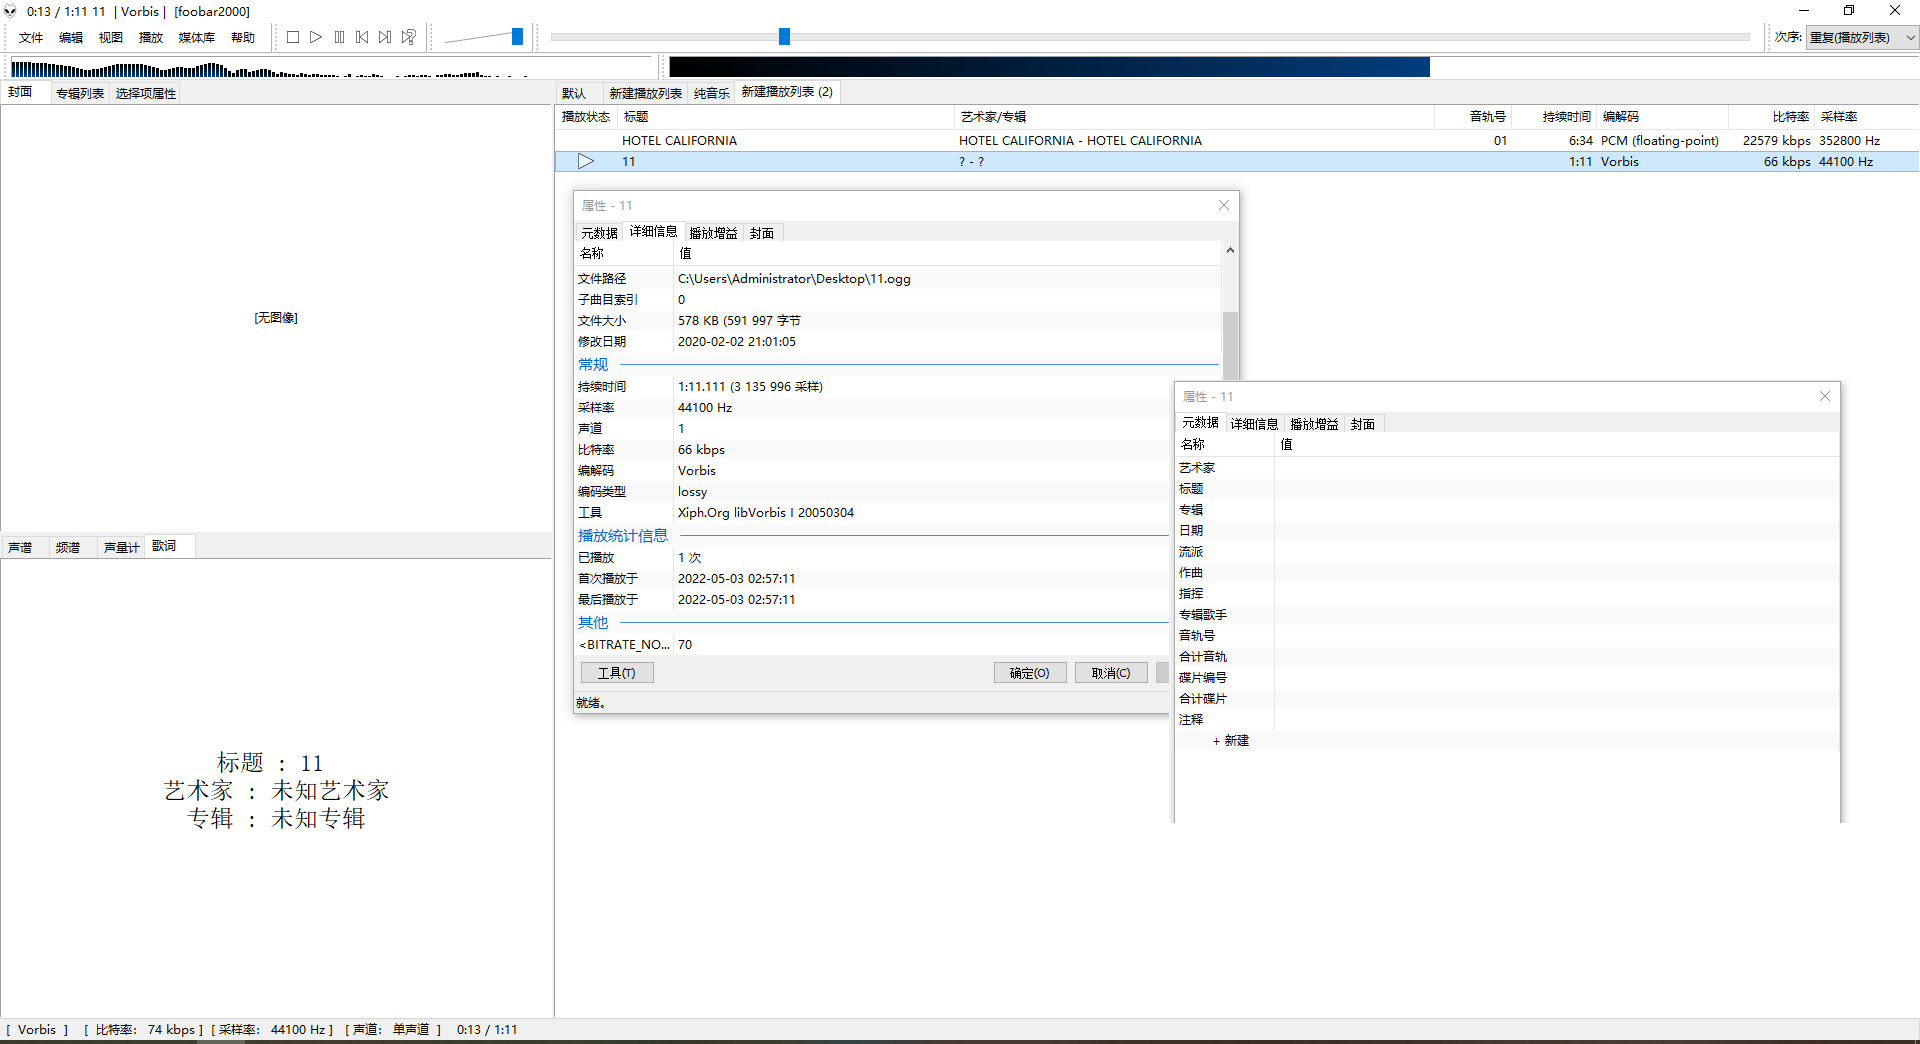 0:13 / 1:11 11 | Vorbis | [foobar2000]
文件 编辑 视图 播放 媒体库 帮助 次序: 重复(播放列表)
封面 专辑列表 选择项属性
[无图像]
声谱 频谱 声量计 歌词
标题 : 11
艺术家 : 未知艺术家
专辑 : 未知专辑
默认 新建播放列表 纯音乐 新建播放列表 (2)
播放状态 标题 艺术家/专辑 音轨号 持续时间 编解码 比特率 采样率
HOTEL CALIFORNIA HOTEL CALIFORNIA - HOTEL CALIFORNIA 01 6:34 PCM (floating-point) 22579 kbps 352800 Hz
11 ? - ? 1:11 Vorbis 66 kbps 44100 Hz
属性 - 11
元数据 详细信息 播放增益 封面
名称 值
文件路径 C:\Users\Administrator\Desktop\11.ogg
子曲目索引 0
文件大小 578 KB (591 997 字节
修改日期 2020-02-02 21:01:05
常规
持续时间 1:11.111 (3 135 996 采样)
采样率 44100 Hz
声道 1
比特率 66 kbps
编解码 Vorbis
编码类型 lossy
工具 Xiph.Org libVorbis I 20050304
播放统计信息
已播放 1 次
首次播放于 2022-05-03 02:57:11
最后播放于 2022-05-03 02:57:11
其他
<BITRATE_NO... 70
工具(T) 确定(O) 取消(C)
就绪。
属性 - 11
元数据 详细信息 播放增益 封面
名称 值
艺术家
标题
专辑
日期
流派
作曲
指挥
专辑歌手
音轨号
合计音轨
碟片编号
合计碟片
注释
+ 新建
[ Vorbis ] [ 比特率: 74 kbps ] [ 采样率: 44100 Hz ] [ 声道: 单声道 ] 0:13 / 1:11